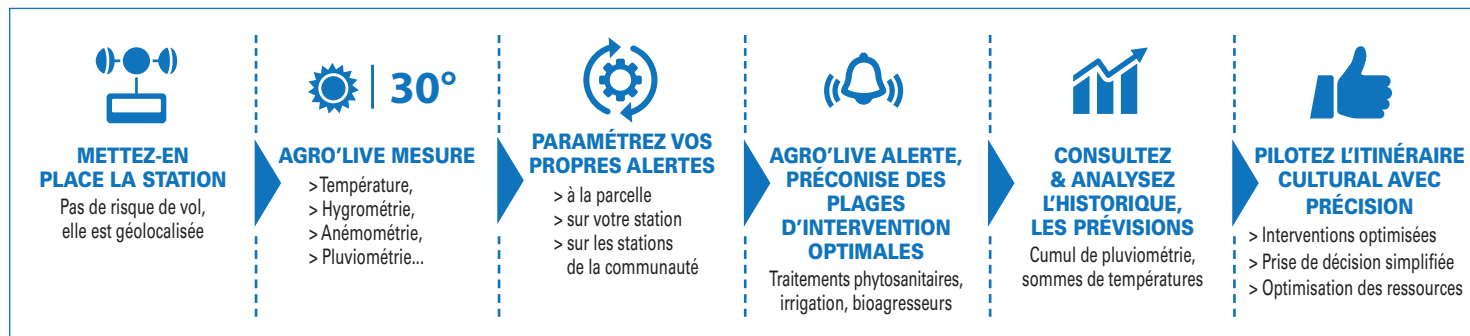 METTEZ-EN
PLACE LA STATION
Pas de risque de vol,
elle est géolocalisée
30°
AGRO'LIVE MESURE
> Température,
> Hygrométrie,
> Anémométrie,
> Pluviométrie...
PARAMÉTREZ VOS
PROPRES ALERTES
> à la parcelle
> sur votre station
> sur les stations
de la communauté
AGRO'LIVE ALERTE,
PRÉCONISE DES
PLAGES
D'INTERVENTION
OPTIMALES
Traitements phytosanitaires,
irrigation, bioagresseurs
CONSULTEZ
& ANALYSEZ
L'HISTORIQUE,
LES PRÉVISIONS
Cumul de pluviométrie,
sommes de températures
PILOTEZ L'ITINÉRAIRE
CULTURAL AVEC
PRÉCISION
> Interventions optimisées
> Prise de décision simplifiée
> Optimisation des ressources